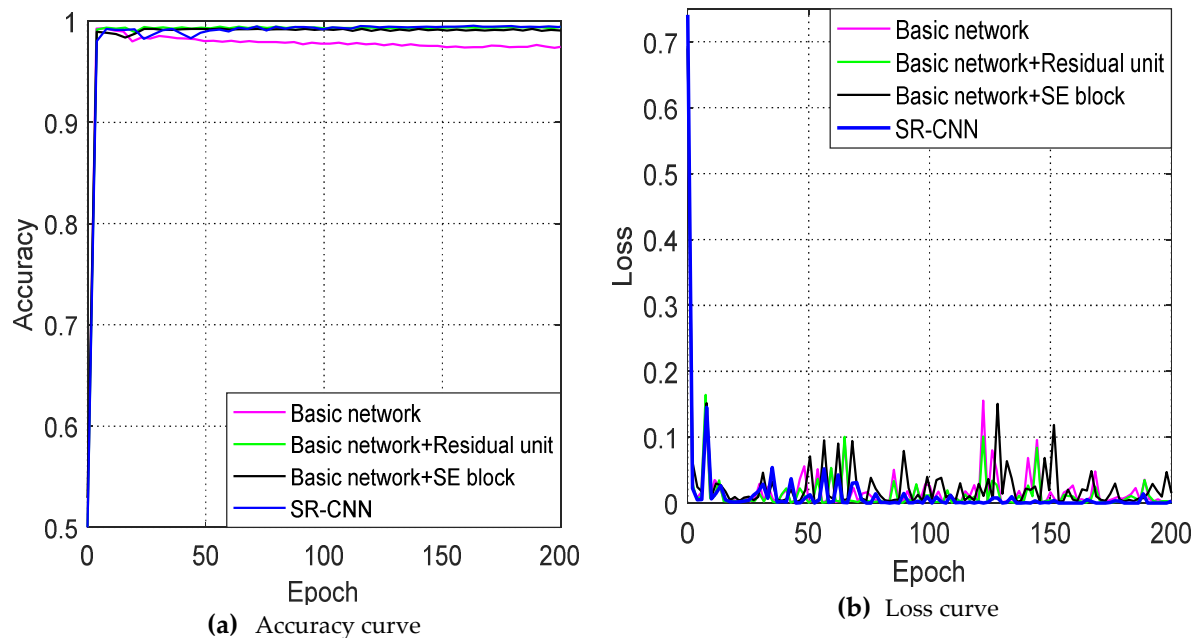 1
0.9
0.8
0.7
0.6
0.5
Accuracy
Basic network
Basic network+Residual unit
Basic network+SE block
SR-CNN
0 50 100 150 200
Epoch
(a) Accuracy curve
0.7
0.6
0.5
0.4
0.3
0.2
0.1
0
Loss
Basic network
Basic network+Residual unit
Basic network+SE block
SR-CNN
0 50 100 150 200
Epoch
(b) Loss curve